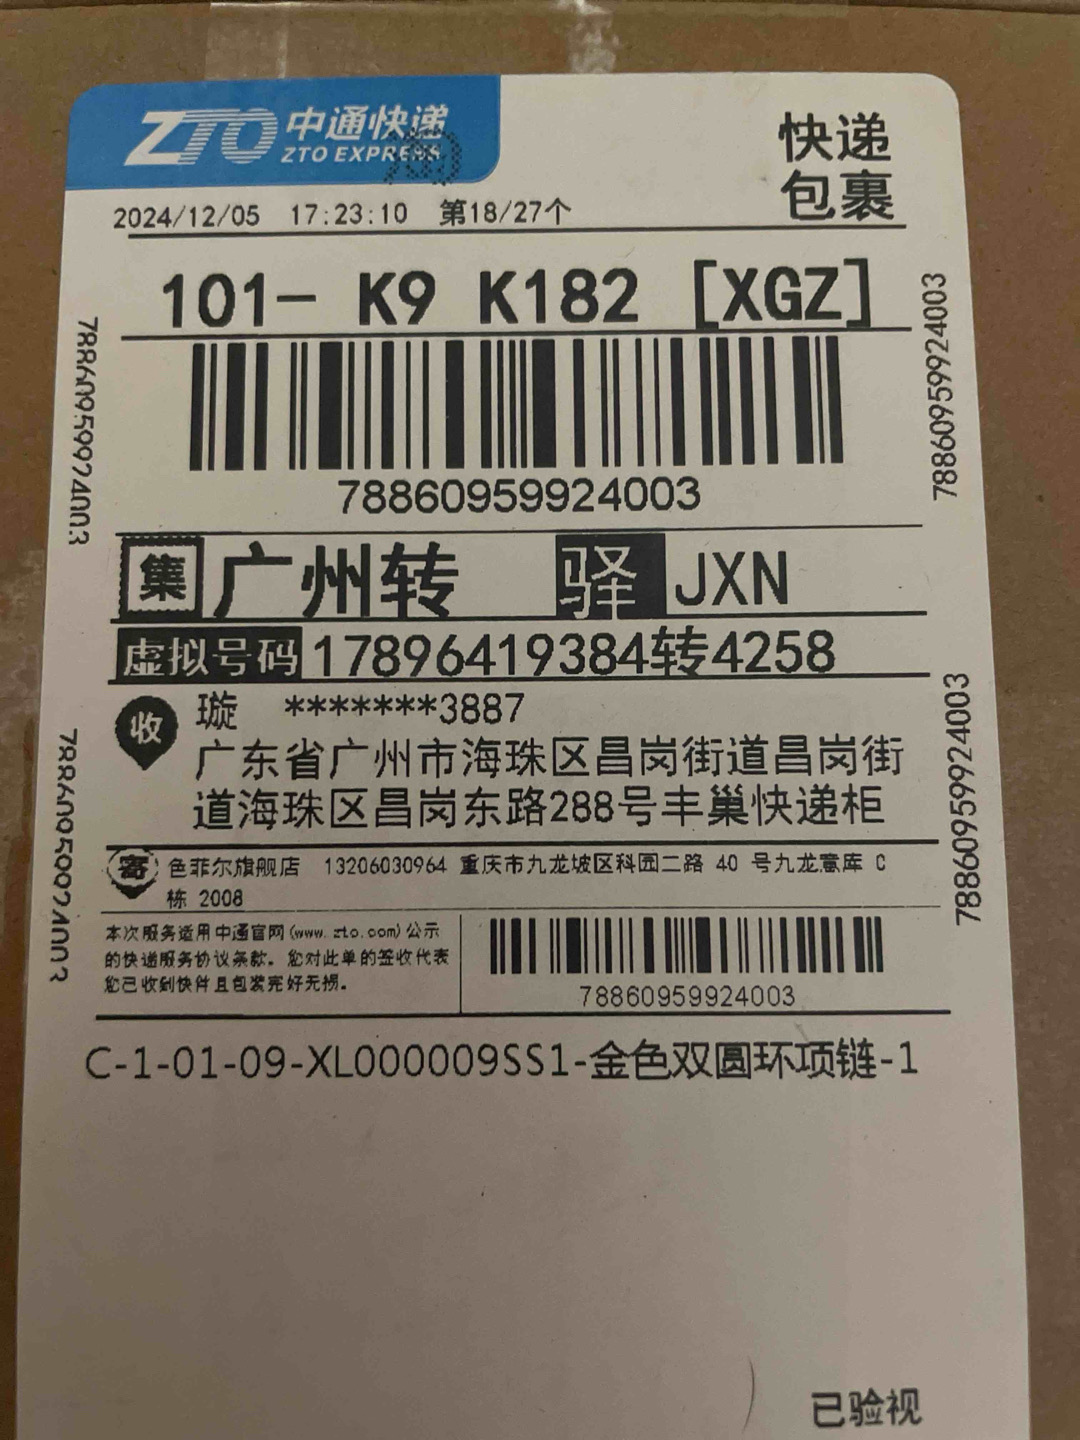 ZTO 中通快递
ZTO EXPRESS
快递
包裹
2024/12/05 17:23:10 第18/27个
101- K9 K182 [XGZ]
78860959924003
78860959924003
78860959924003
集 广州转 驿 JXN
虚拟号码 17896419384转4258
收 璇 *******3887
广东省广州市海珠区昌岗街道昌岗街
道海珠区昌岗东路288号丰巢快递柜
78860959924003
78860959924003
寄 色菲尔旗舰店 13206030964 重庆市九龙坡区科园二路 40 号九龙意库 C
栋 2008
本次服务适用中通官网(www.zto.com)公示
的快递服务协议条款。您对此单的签收代表
您已收到快件且包装完好无损。
78860959924003
C-1-01-09-XL000009SS1-金色双圆环项链-1
已验视